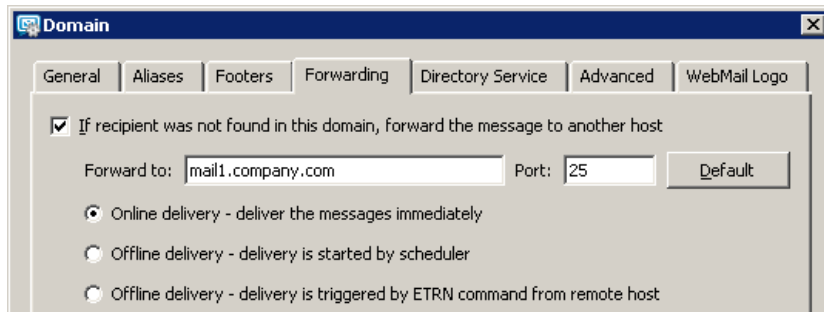 Domain
General Aliases Footers Forwarding Directory Service Advanced WebMail Logo
If recipient was not found in this domain, forward the message to another host
Forward to: mail1.company.com Port: 25 Default
Online delivery - deliver the messages immediately
Offline delivery - delivery is started by scheduler
Offline delivery - delivery is triggered by ETRN command from remote host